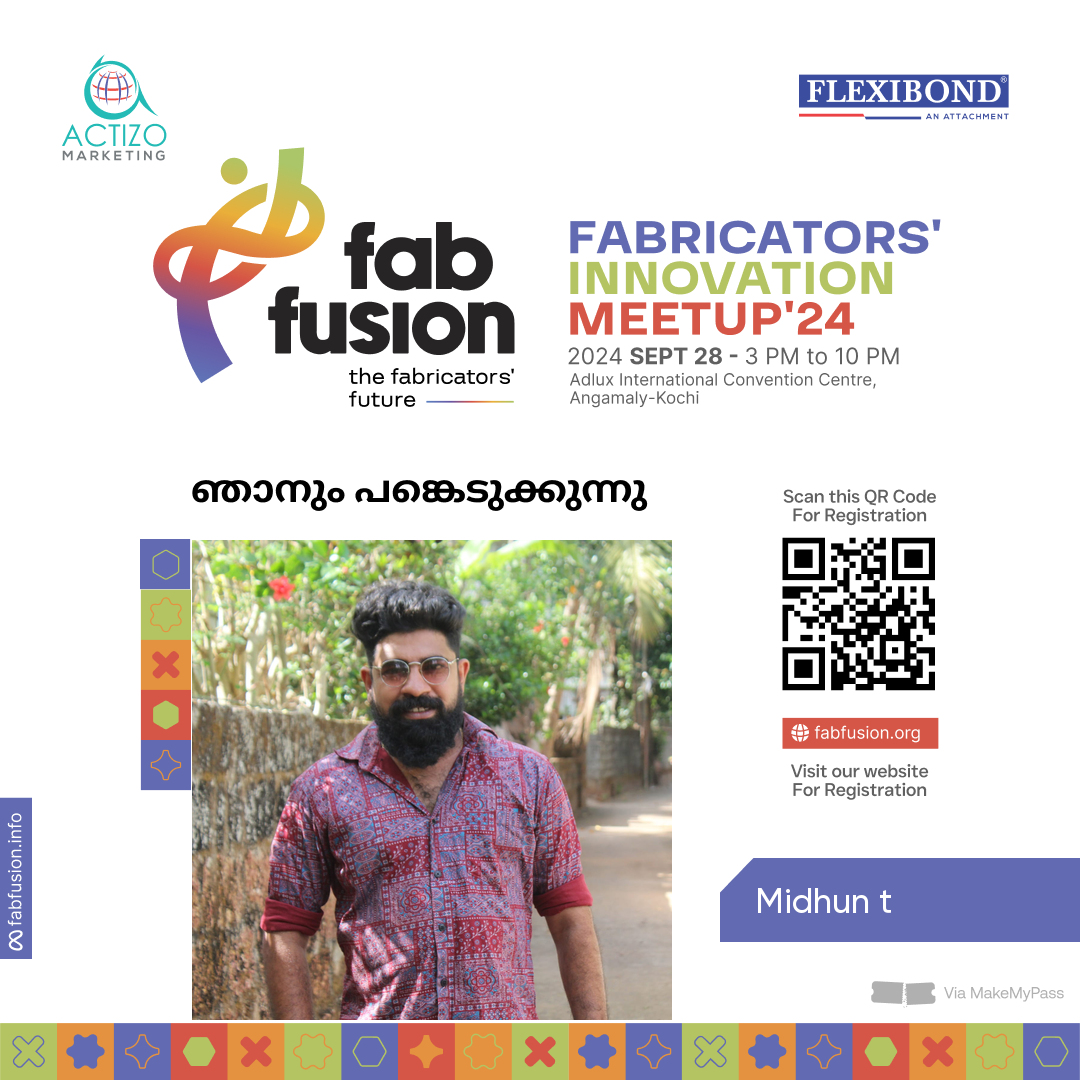 ACTIZO
MARKETING
FLEXIBOND®
AN ATTACHMENT
fab
fusion
the fabricators'
future
FABRICATORS'
INNOVATION
MEETUP'24
2024 SEPT 28 - 3 PM to 10 PM
Adlux International Convention Centre,
Angamaly-Kochi
ഞാനും പങ്കെടുക്കുന്നു
Scan this QR Code
For Registration
fabfusion.org
Visit our website
For Registration
fabfusion.info
Midhun t
Via MakeMyPass